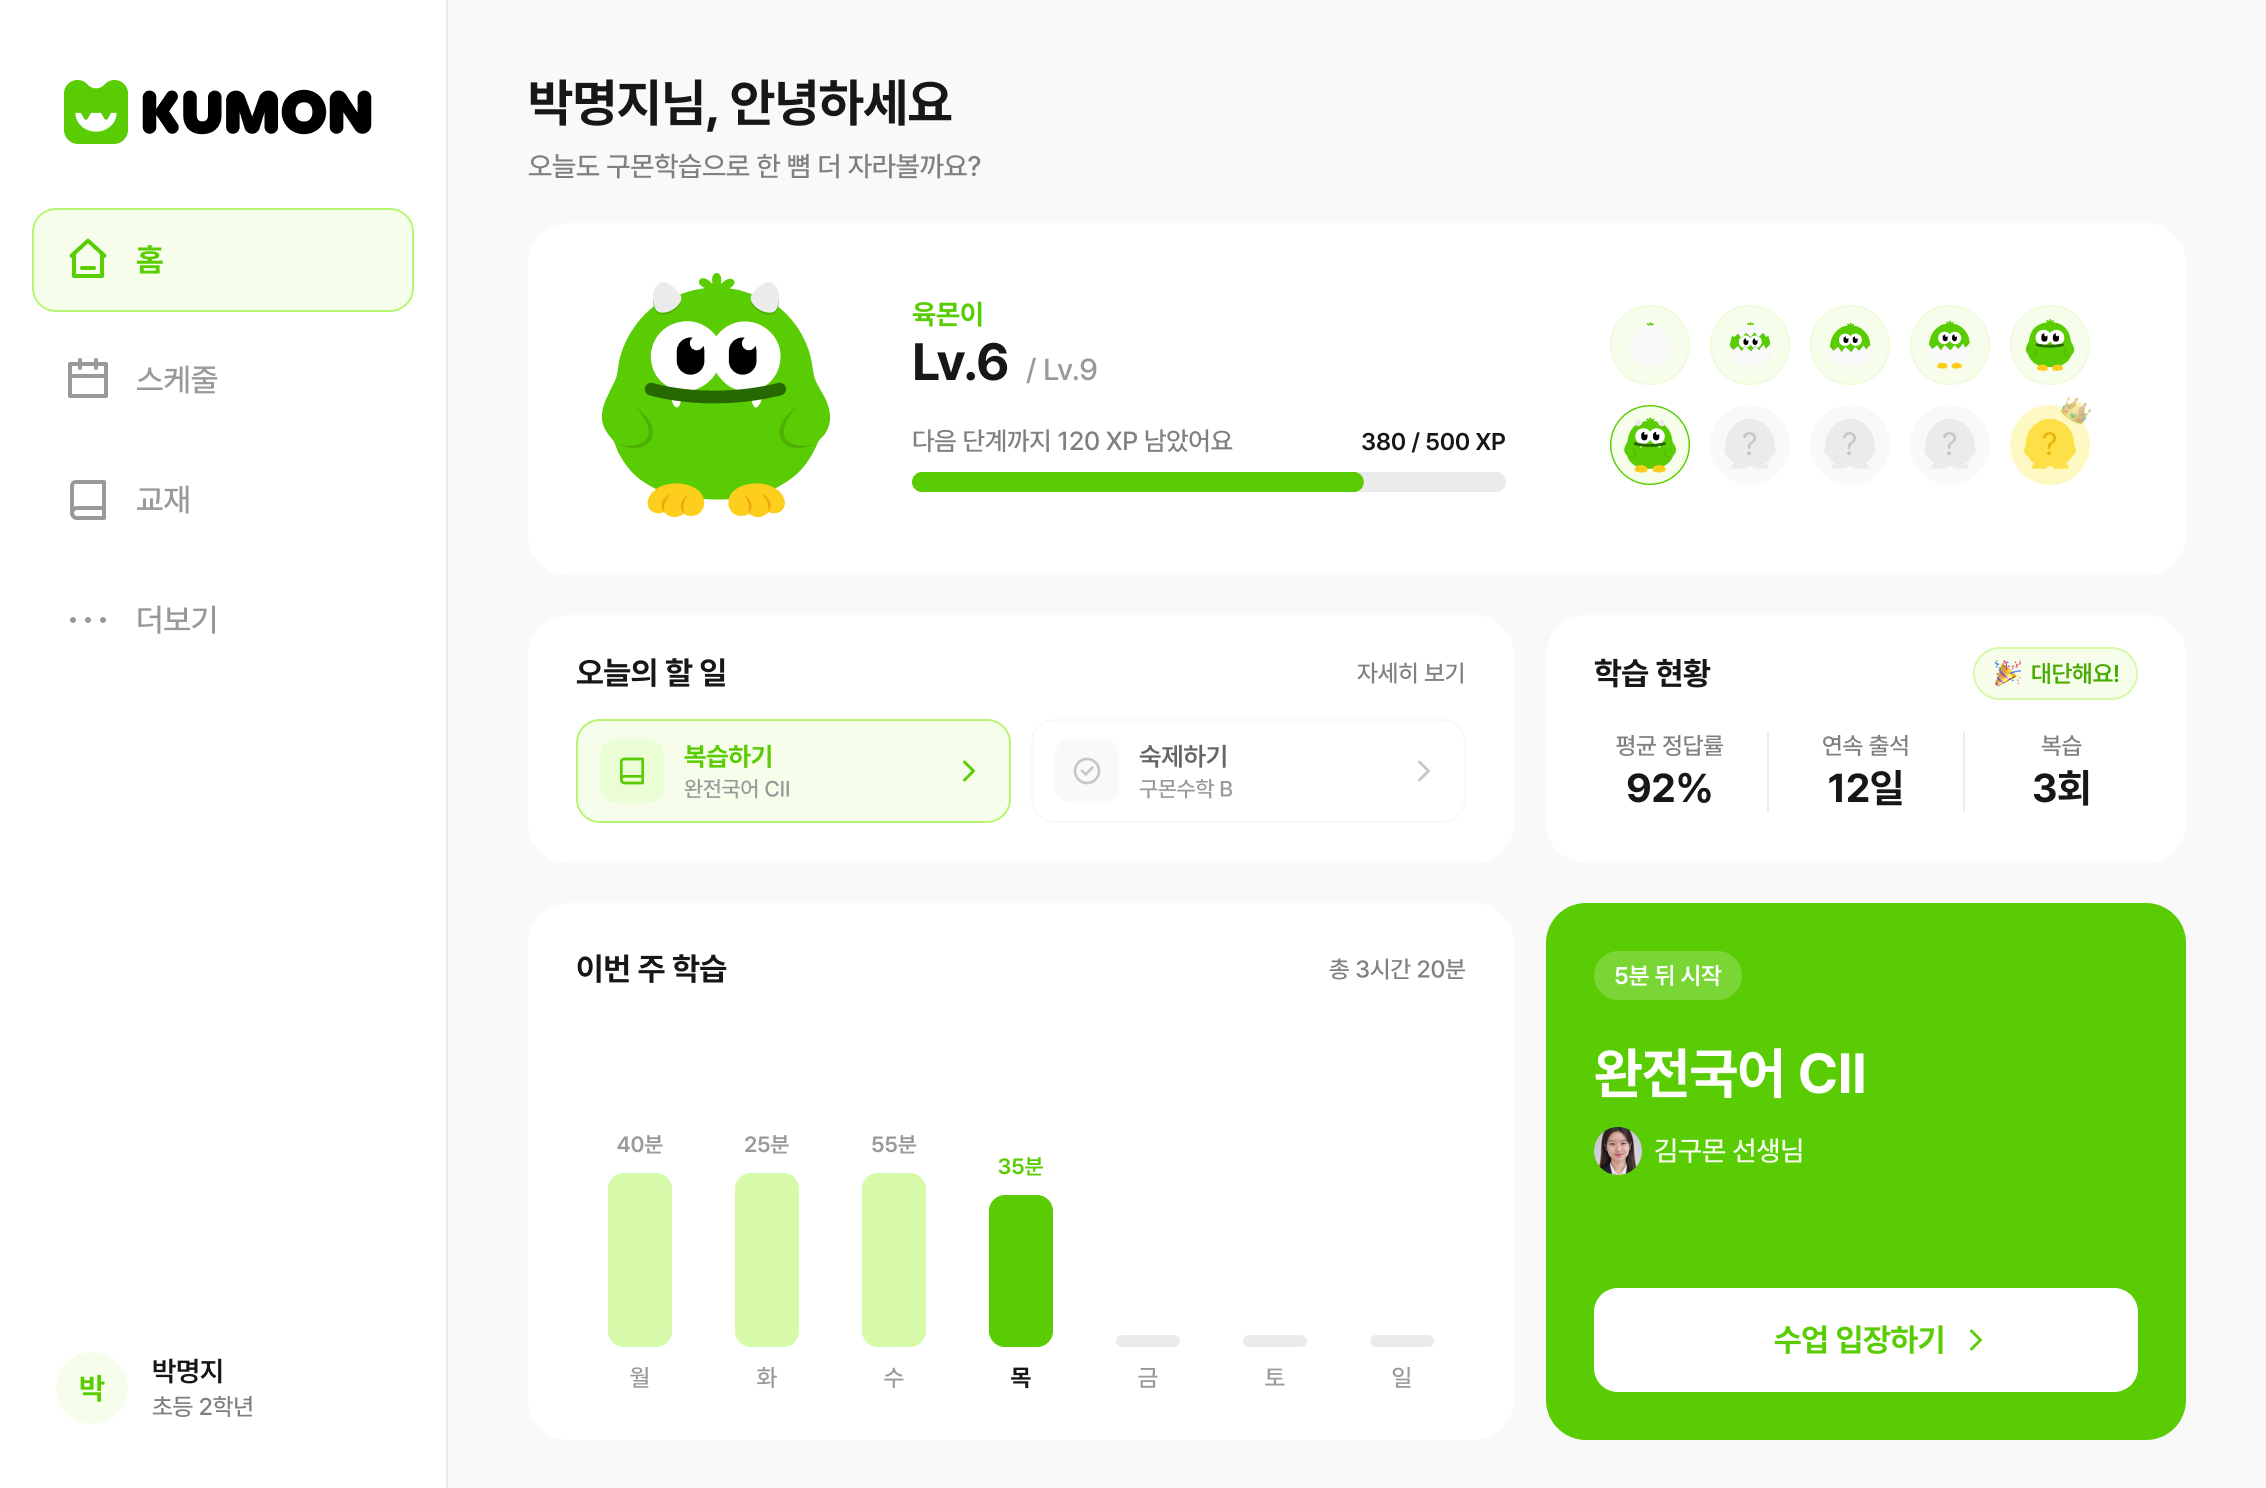 KUMON
홈
스케줄
교재
더보기
박
박명지
초등 2학년
박명지님, 안녕하세요
오늘도 구몬학습으로 한 뼘 더 자라볼까요?
육몬이
Lv.6 / Lv.9
다음 단계까지 120 XP 남았어요 380 / 500 XP
? ? ? ?
오늘의 할 일 자세히 보기
복습하기
완전국어 CII
숙제하기
구몬수학 B
학습 현황 대단해요!
평균 정답률 연속 출석 복습
92% 12일 3회
이번 주 학습 총 3시간 20분
40분 25분 55분 35분
월 화 수 목 금 토 일
5분 뒤 시작
완전국어 CII
김구몬 선생님
수업 입장하기